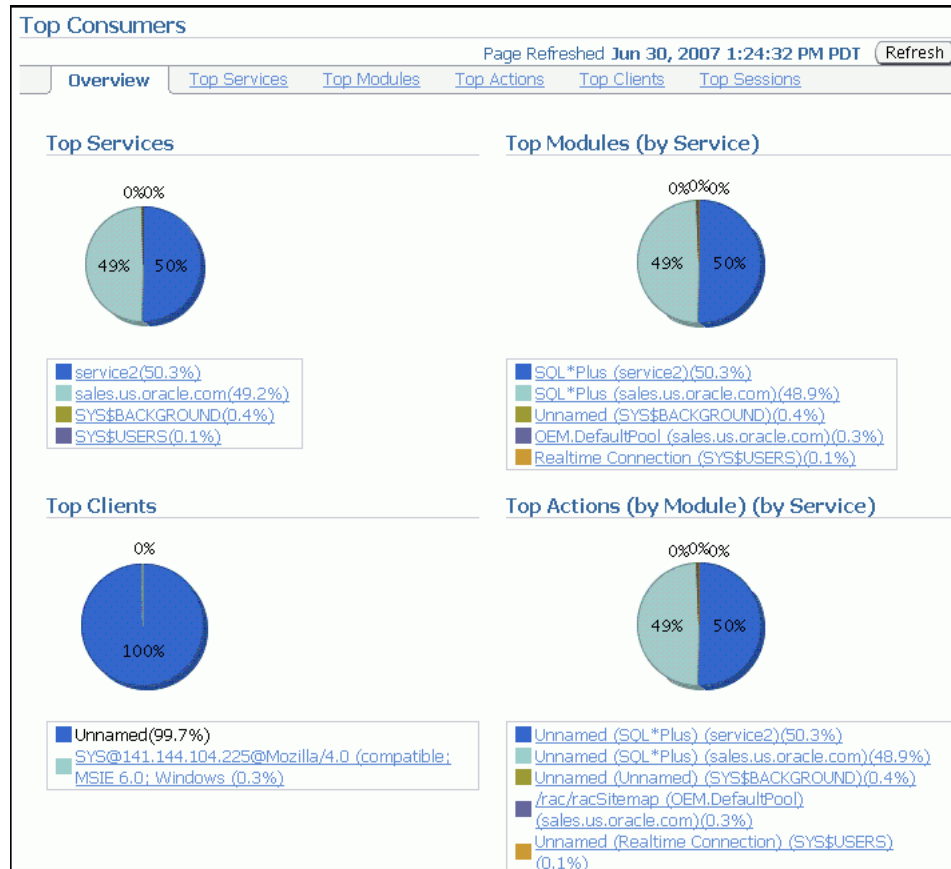 Top Consumers
Page Refreshed Jun 30, 2007 1:24:32 PM PDT Refresh
Overview Top Services Top Modules Top Actions Top Clients Top Sessions
Top Services
0%0%
49% 50%
service2(50.3%)
sales.us.oracle.com(49.2%)
SYS$BACKGROUND(0.4%)
SYS$USERS(0.1%)
Top Modules (by Service)
0%0%0%
49% 50%
SQL*Plus (service2)(50.3%)
SQL*Plus (sales.us.oracle.com)(48.9%)
Unnamed (SYS$BACKGROUND)(0.4%)
OEM.DefaultPool (sales.us.oracle.com)(0.3%)
Realtime Connection (SYS$USERS)(0.1%)
Top Clients
0%
100%
Unnamed(99.7%)
SYS@141.144.104.225@Mozilla/4.0 (compatible;
MSIE 6.0; Windows (0.3%)
Top Actions (by Module) (by Service)
0%0%0%
49% 50%
Unnamed (SQL*Plus) (service2)(50.3%)
Unnamed (SQL*Plus) (sales.us.oracle.com)(48.9%)
Unnamed (Unnamed) (SYS$BACKGROUND)(0.4%)
/rac/racSitemap (OEM.DefaultPool)
(sales.us.oracle.com)(0.3%)
Unnamed (Realtime Connection) (SYS$USERS)
(0.1%)